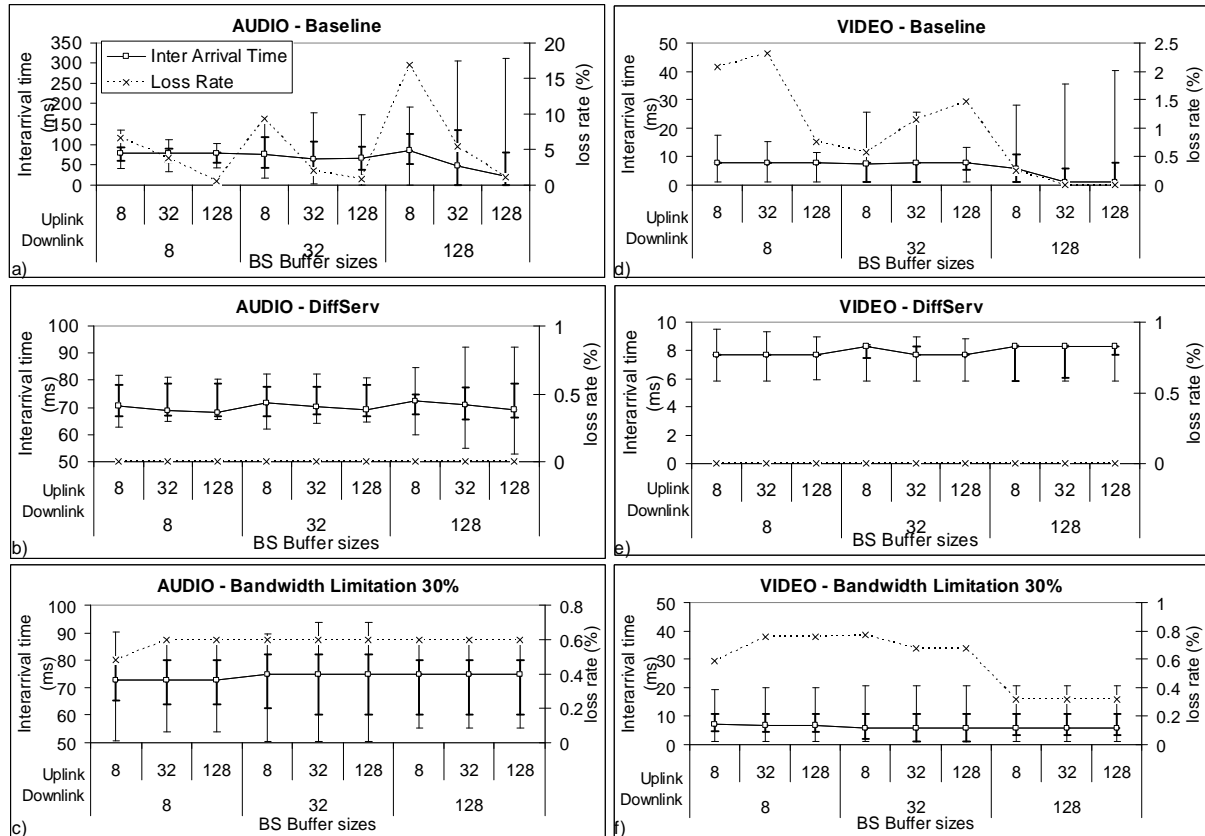 AUDIO - Baseline
350
300
250
200
150
100
50
0
Interarrival time
(ms)
Inter Arrival Time
Loss Rate
20
15
10
5
0
loss rate (%)
Uplink
8 32 128 8 32 128 8 32 128
Downlink
8 32 128
BS Buffer sizes
a)
VIDEO - Baseline
50
40
30
20
10
0
Interarrival time
(ms)
2.5
2
1.5
1
0.5
0
loss rate (%)
Uplink
8 32 128 8 32 128 8 32 128
Downlink
8 32 128
BS Buffer sizes
d)
AUDIO - DiffServ
100
90
80
70
60
50
Interarrival time
(ms)
1
0.5
0
loss rate (%)
Uplink
8 32 128 8 32 128 8 32 128
Downlink
8 32 128
BS Buffer sizes
b)
VIDEO - DiffServ
10
8
6
4
2
0
Interarrival time
(ms)
1
0.5
0
loss rate (%)
Uplink
8 32 128 8 32 128 8 32 128
Downlink
8 32 128
BS Buffer sizes
e)
AUDIO - Bandwidth Limitation 30%
100
90
80
70
60
50
Interarrival time
(ms)
0.8
0.6
0.4
0.2
0
loss rate (%)
Uplink
8 32 128 8 32 128 8 32 128
Downlink
8 32 128
BS Buffer sizes
c)
VIDEO - Bandwidth Limitation 30%
50
40
30
20
10
0
Interarrival time
(ms)
1
0.8
0.6
0.4
0.2
0
loss rate (%)
Uplink
8 32 128 8 32 128 8 32 128
Downlink
8 32 128
BS Buffer sizes
f)